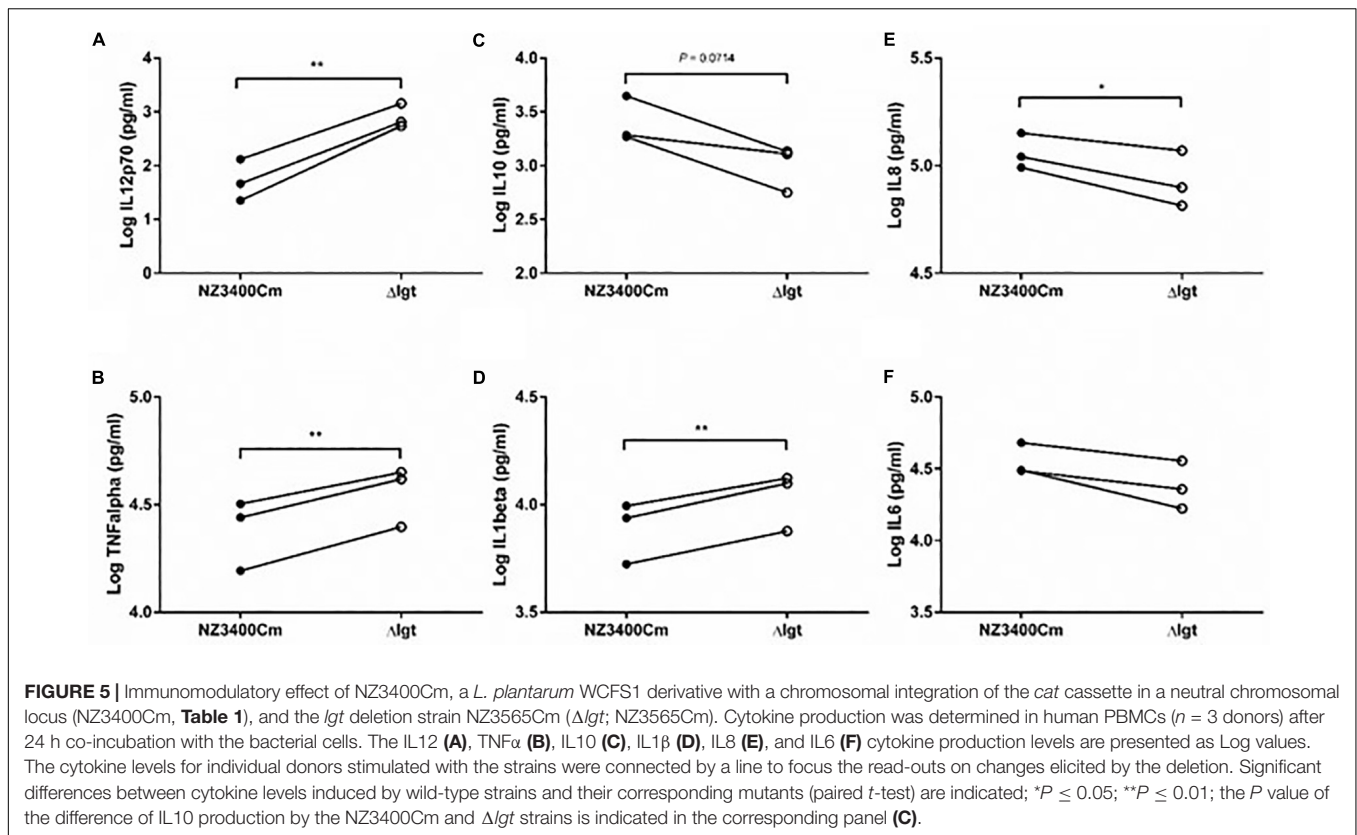 A
Log IL12p70 (pg/ml)
4
3
2
1
0
**
NZ3400Cm
Δlgt
C
Log IL10 (pg/ml)
4.0
3.5
3.0
2.5
2.0
P = 0.0714
NZ3400Cm
Δlgt
E
Log IL8 (pg/ml)
5.5
5.0
4.5
*
NZ3400Cm
Δlgt
B
Log TNFalpha (pg/ml)
5.0
4.5
4.0
**
NZ3400Cm
Δlgt
D
Log IL1beta (pg/ml)
4.5
4.0
3.5
**
NZ3400Cm
Δlgt
F
Log IL6 (pg/ml)
5.0
4.5
4.0
3.5
NZ3400Cm
Δlgt
FIGURE 5 | Immunomodulatory effect of NZ3400Cm, a L. plantarum WCFS1 derivative with a chromosomal integration of the cat cassette in a neutral chromosomal
locus (NZ3400Cm, Table 1), and the lgt deletion strain NZ3565Cm (Δlgt; NZ3565Cm). Cytokine production was determined in human PBMCs (n = 3 donors) after
24 h co-incubation with the bacterial cells. The IL12 (A), TNFα (B), IL10 (C), IL1β (D), IL8 (E), and IL6 (F) cytokine production levels are presented as Log values.
The cytokine levels for individual donors stimulated with the strains were connected by a line to focus the read-outs on changes elicited by the deletion. Significant
differences between cytokine levels induced by wild-type strains and their corresponding mutants (paired t-test) are indicated; *P ≤ 0.05; **P ≤ 0.01; the P value of
the difference of IL10 production by the NZ3400Cm and Δlgt strains is indicated in the corresponding panel (C).